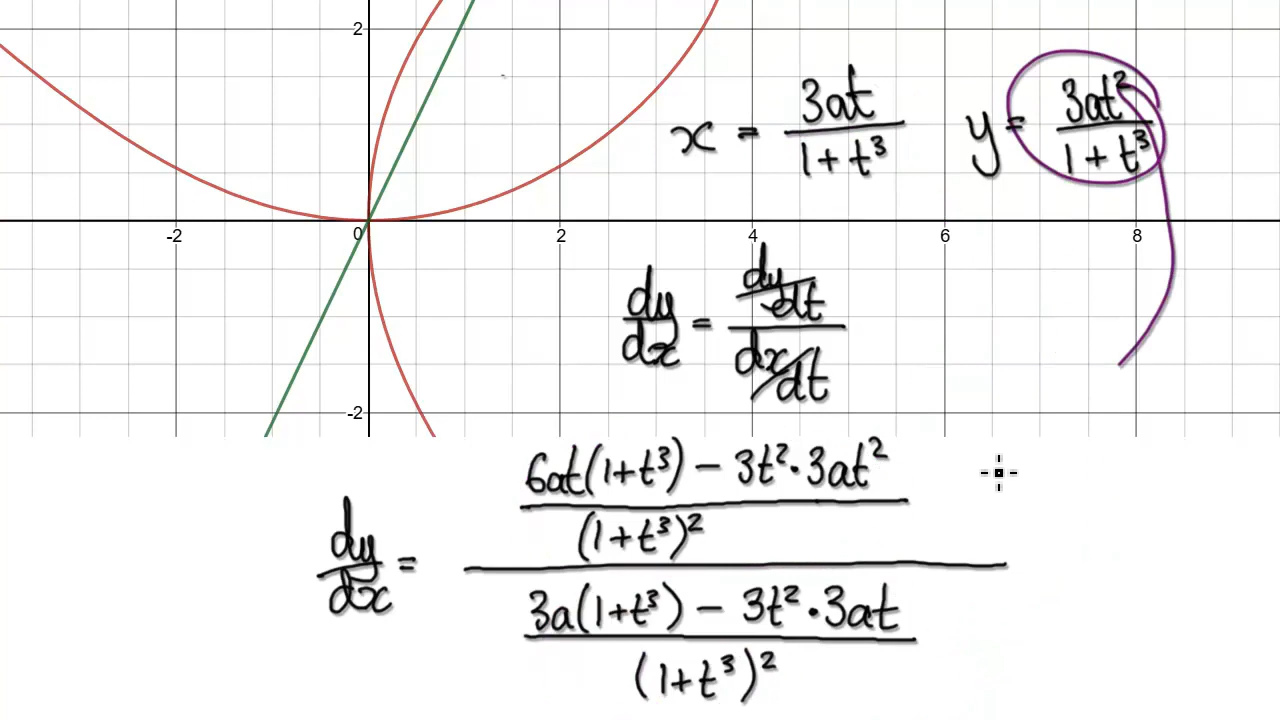 2
x = 3at / 1 + t³ y = 3at² / 1 + t³
-2 0 2 4 6 8
dy/dx = dy/dt / dx/dt
-2
dy/dx = 6at(1+t³) − 3t² · 3at² / (1+t³)² / 3a(1+t³) − 3t² · 3at / (1+t³)²